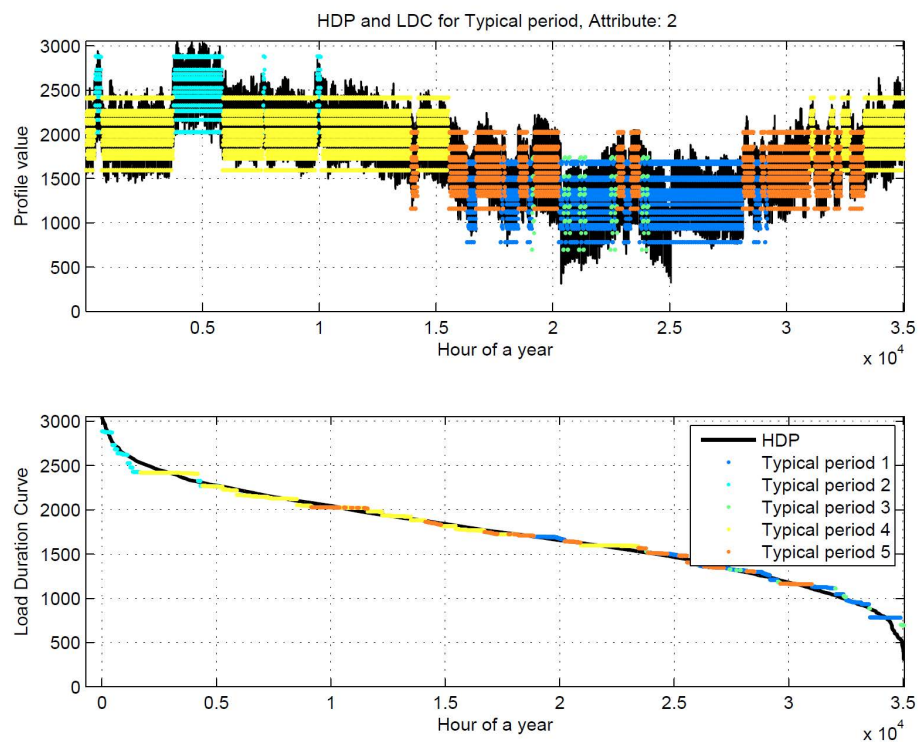 HDP and LDC for Typical period, Attribute: 2
3000
2500
2000
1500
1000
500
0
Profile value
0.5
1
1.5
2
2.5
3
3.5
Hour of a year
x 10^4
3000
2500
2000
1500
1000
500
0
Load Duration Curve
HDP
Typical period 1
Typical period 2
Typical period 3
Typical period 4
Typical period 5
0
0.5
1
1.5
2
2.5
3
3.5
Hour of a year
x 10^4